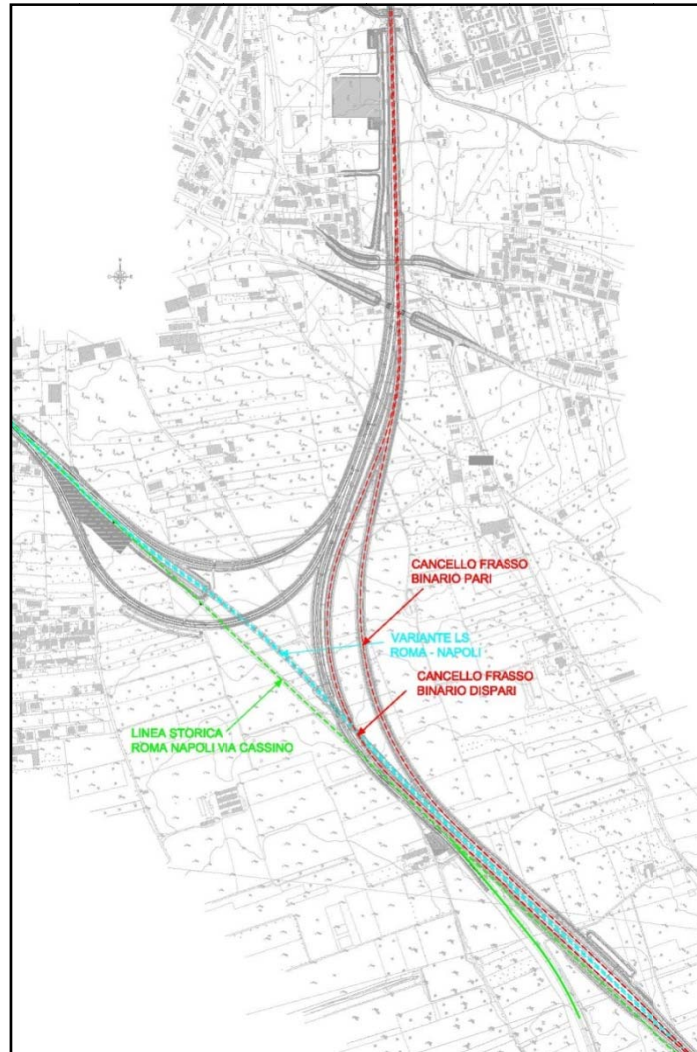 CANCELLO FRASSO
BINARIO PARI
VARIANTE LS
ROMA - NAPOLI
CANCELLO FRASSO
BINARIO DISPARI
LINEA STORICA
ROMA NAPOLI VIA CASSINO